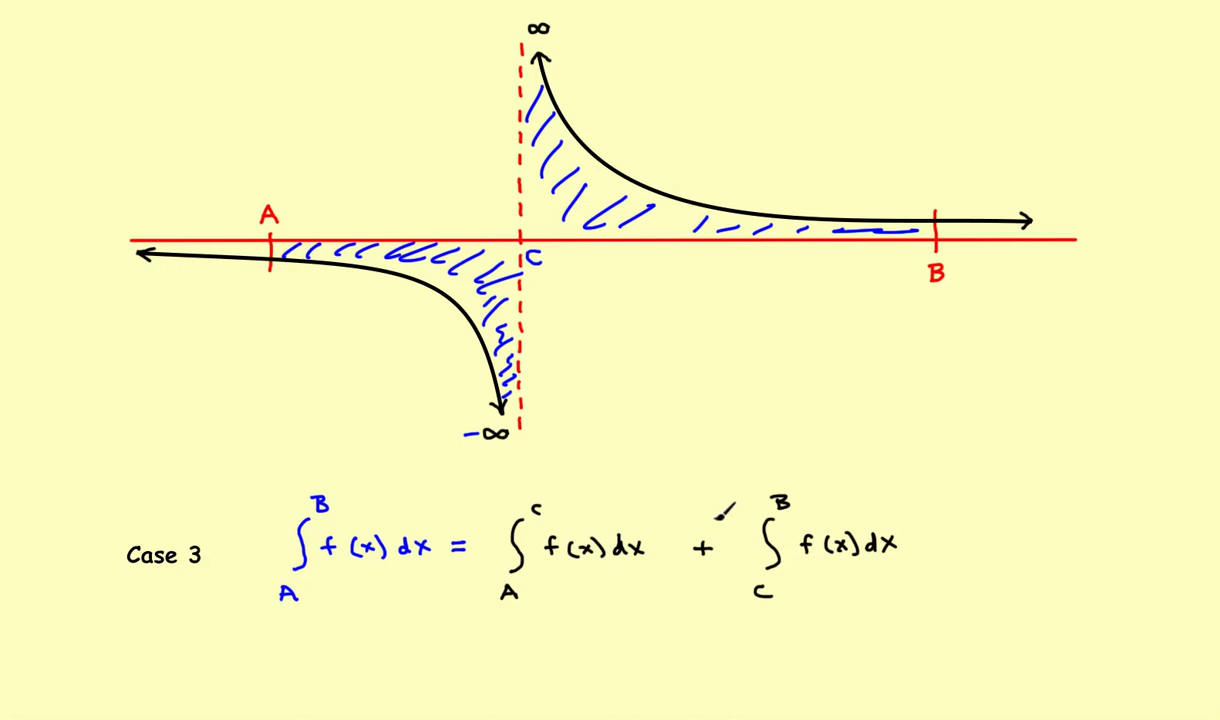 ∞
A
C
B
-∞
Case 3 ∫_A^B f(x) dx = ∫_A^C f(x) dx + ∫_C^B f(x) dx